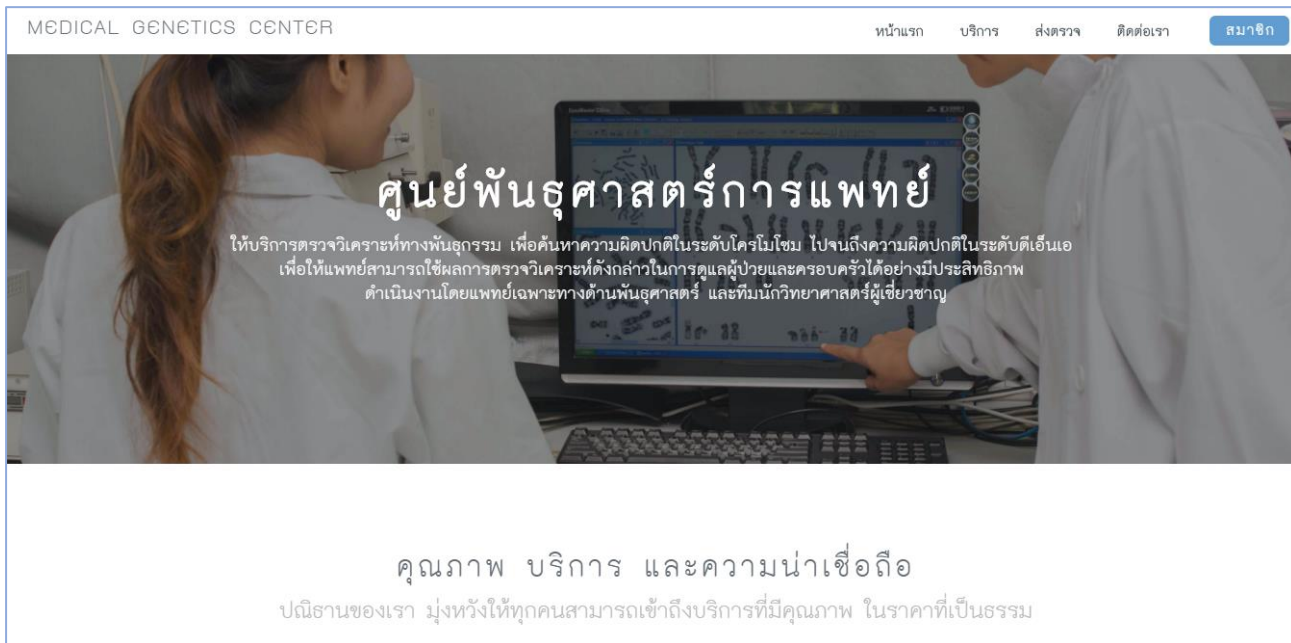 MEDICAL GENETICS CENTER
หน้าแรก บริการ ส่งตรวจ ติดต่อเรา สมาชิก
ศูนย์พันธุศาสตร์การแพทย์
ให้บริการตรวจวิเคราะห์ทางพันธุกรรม เพื่อค้นหาความผิดปกติในระดับโครโมโซม ไปจนถึงความผิดปกติในระดับดีเอ็นเอ
เพื่อให้แพทย์สามารถใช้ผลการตรวจวิเคราะห์ดังกล่าวในการดูแลผู้ป่วยและครอบครัวได้อย่างมีประสิทธิภาพ
ดำเนินงานโดยแพทย์เฉพาะทางด้านพันธุศาสตร์ และทีมนักวิทยาศาสตร์ผู้เชี่ยวชาญ
คุณภาพ บริการ และความน่าเชื่อถือ
ปณิธานของเรา มุ่งหวังให้ทุกคนสามารถเข้าถึงบริการที่มีคุณภาพ ในราคาที่เป็นธรรม